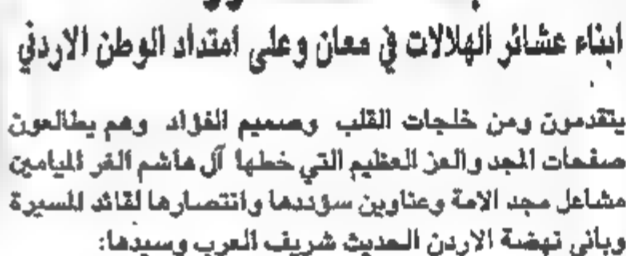 ابناء عشائر الهلالات في معان وعلى امتداد الوطن الاردني
يتقدمون ومن خلجات القلب وصميم الفؤاد وهم يطالعون
صفحات المجد والعز العظيم التي خطها آل هاشم الغر الميامين
مشاعل مجد الامة وعناوين سؤددها وانتصارها لقائد المسيرة
وباني نهضة الاردن الحديث شريف العرب وسيدها: